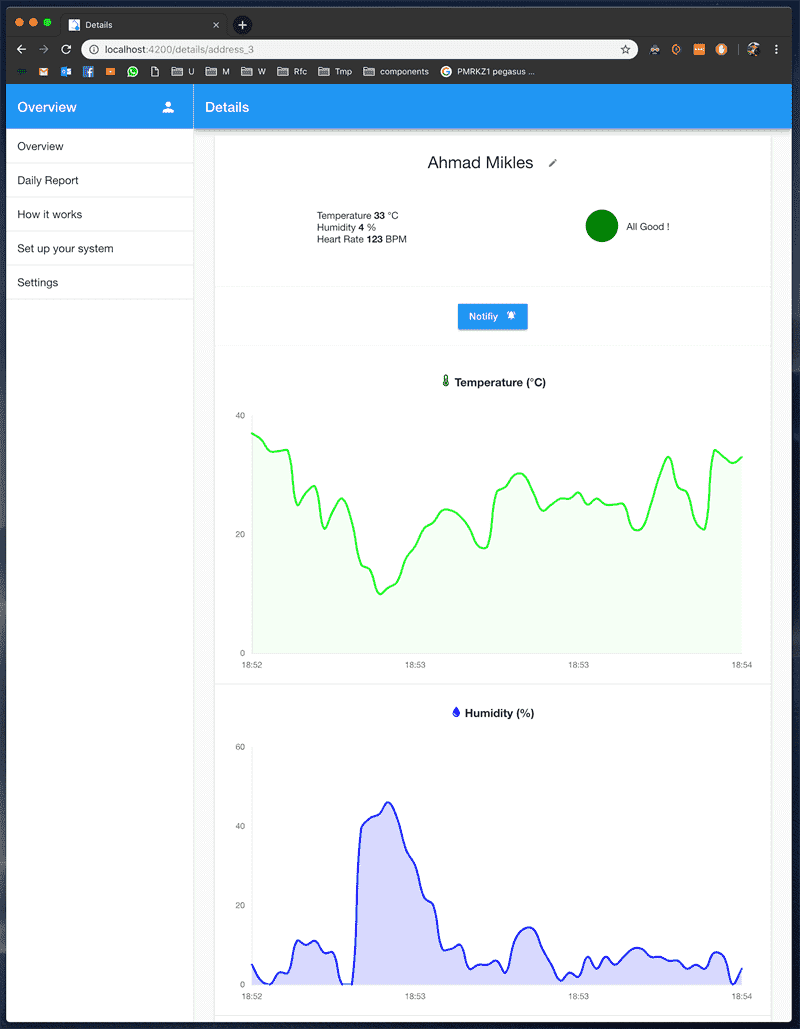 Details
localhost:4200/details/address_3
U M W Rfc Tmp components PMRKZ1 pegasus ...
Overview
Details
Overview
Daily Report
How it works
Set up your system
Settings
Ahmad Mikles
Temperature 33 °C
Humidity 4 %
Heart Rate 123 BPM
All Good !
Notifiy
Temperature (°C)
40
20
0
18:52 18:53 18:53 18:54
Humidity (%)
60
40
20
0
18:52 18:53 18:53 18:54